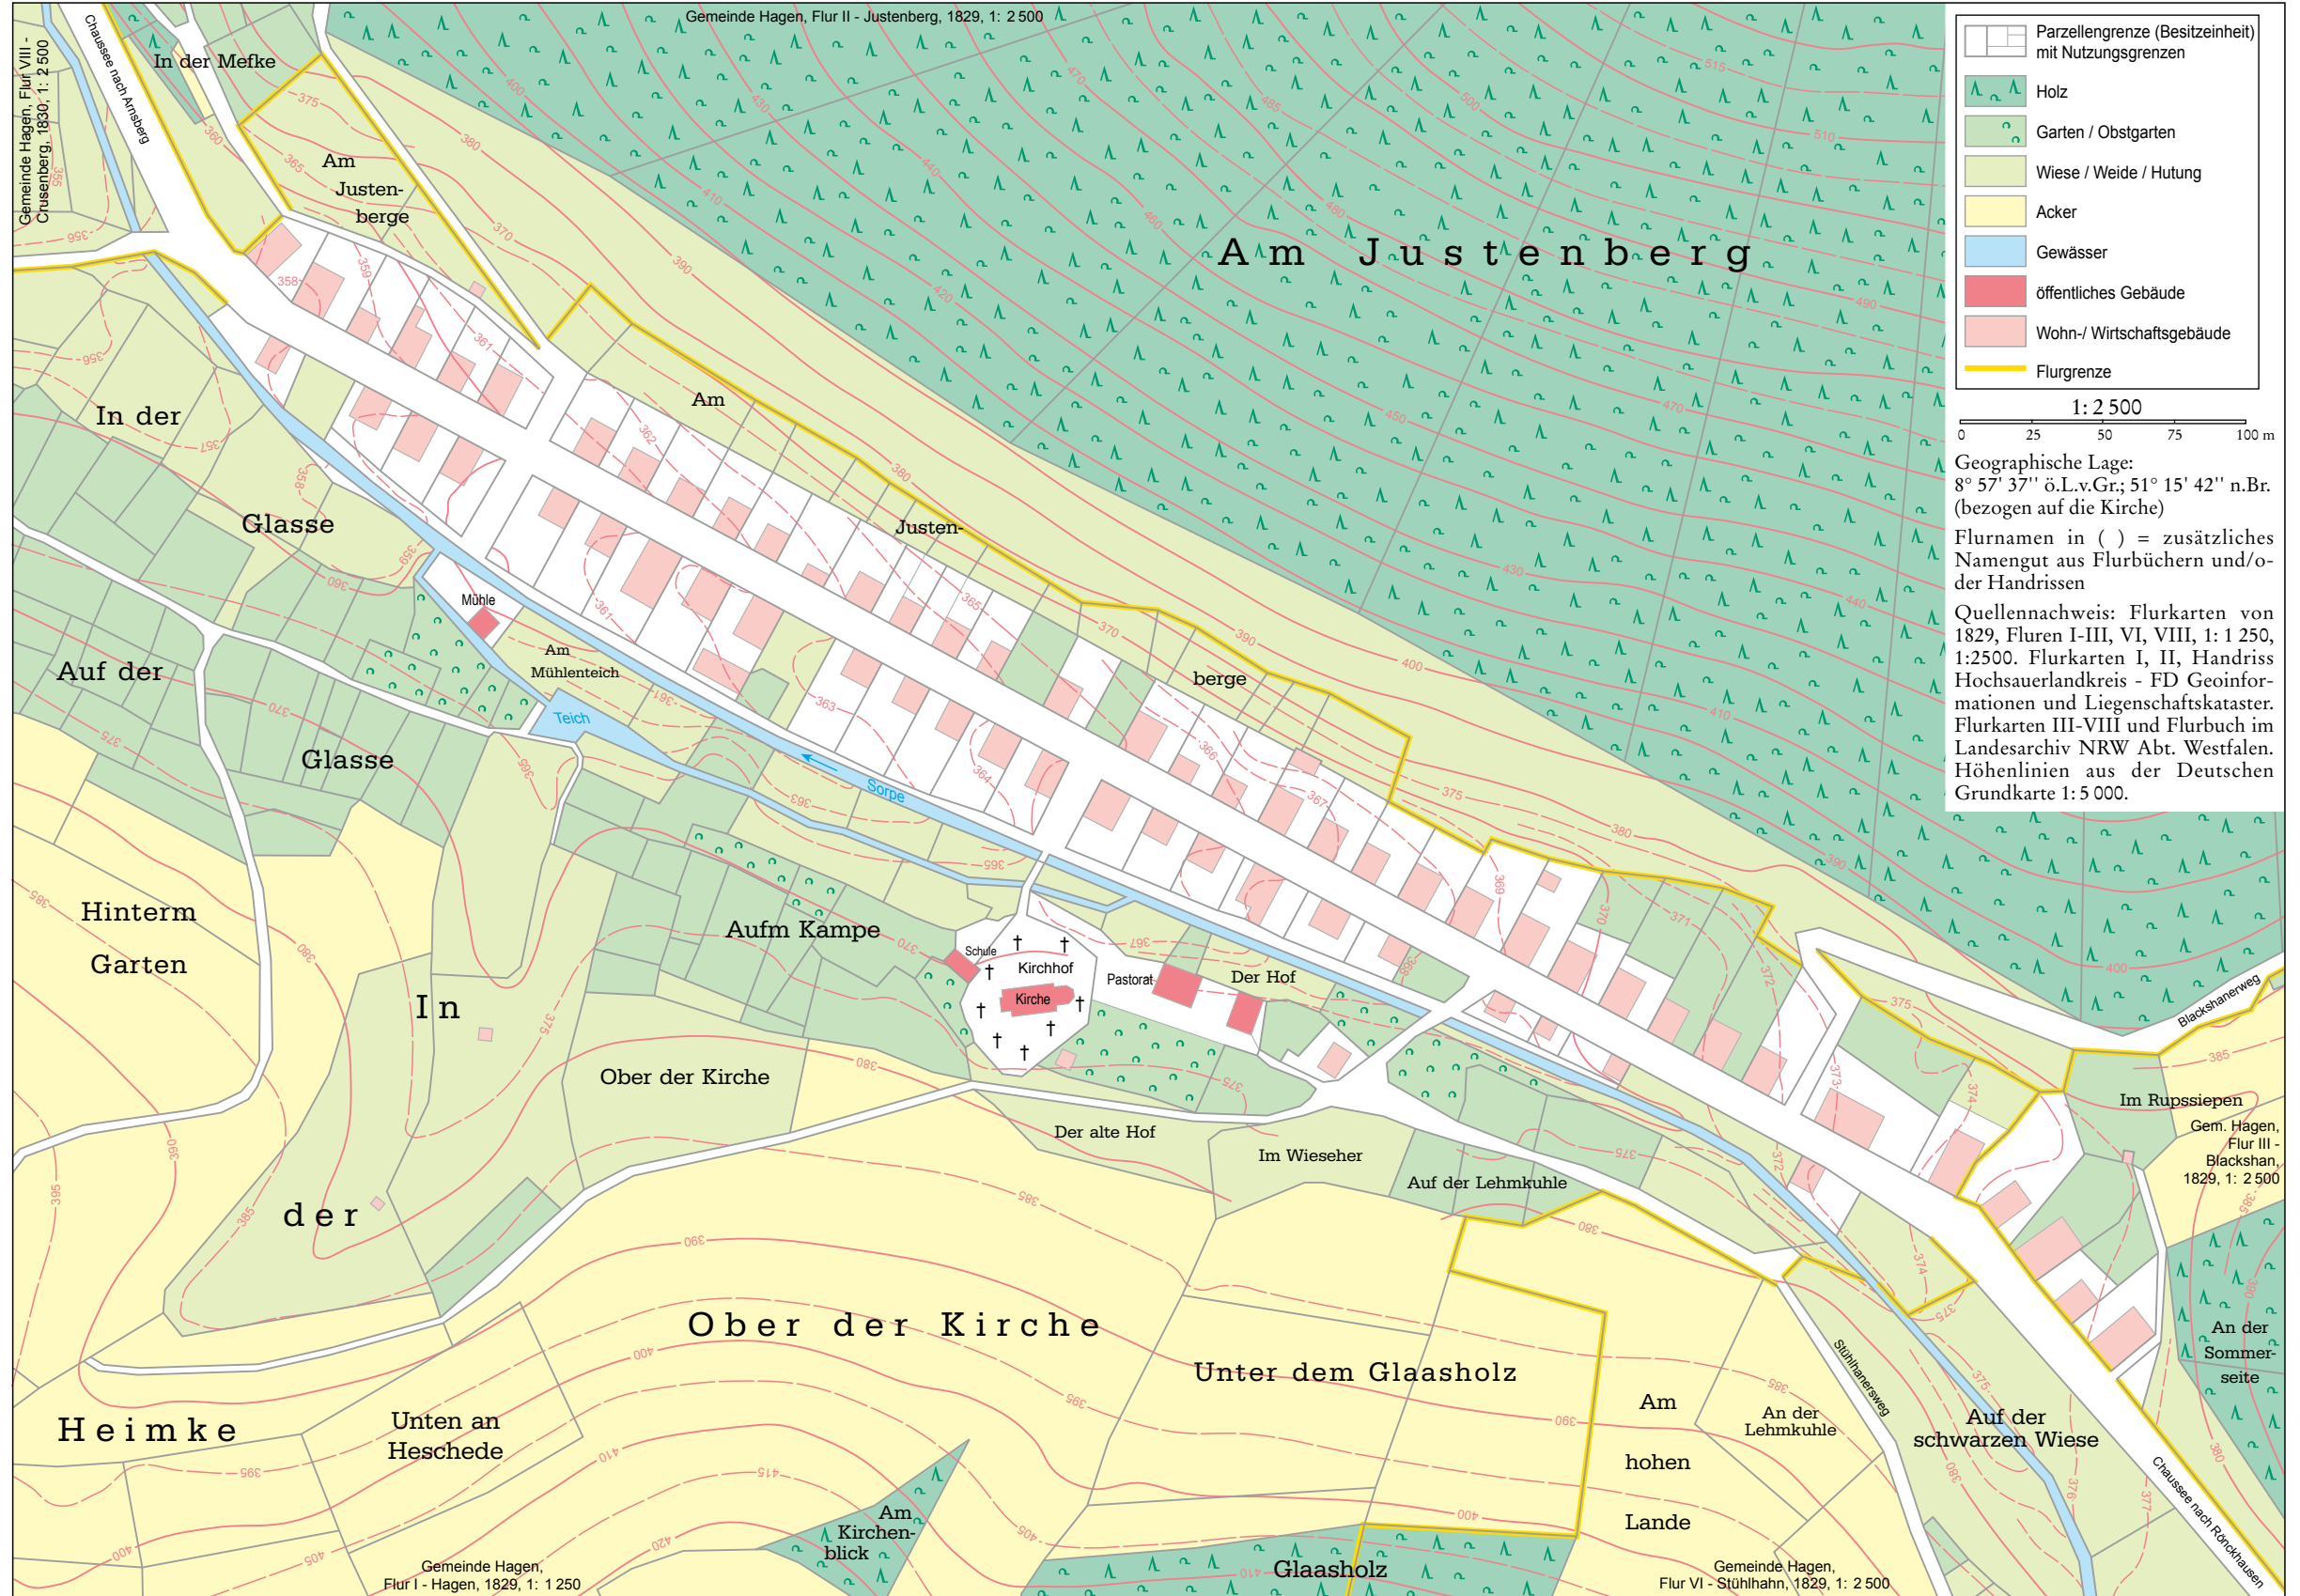 Gemeinde Hagen, Flur II - Justenberg, 1829, 1: 2 500
Gemeinde Hagen, Flur VIII -
Crusenberg, 1830, 1: 2 500
Chaussee nach Arnsberg
In der Mefke
Am
Justen-
berge
Am Justenberg
In der
Glasse
Am
Justen-
berge
Mühle
Am
Mühlenteich
Teich
Sorpe
Auf der
Glasse
Hinterm
Garten
In
der
Heimke
Aufm Kampe
Schule
Kirchhof
Kirche
Pastorat
Der Hof
Ober der Kirche
Der alte Hof
Im Wieseher
Auf der Lehmkuhle
Blackshanerweg
Im Rupssiepen
Gem. Hagen,
Flur III -
Blackshan,
1829, 1: 2 500
An der
Sommer-
seite
Ober der Kirche
Unter dem Glaasholz
Unten an
Heschede
Am
Kirchen-
blick
Glaasholz
Am
hohen
Lande
An der
Lehmkuhle
Stühlhanersweg
Auf der
schwarzen Wiese
Chaussee nach Rönckhausen
Gemeinde Hagen,
Flur I - Hagen, 1829, 1: 1 250
Gemeinde Hagen,
Flur VI - Stühlhahn, 1829, 1: 2 500
Parzellengrenze (Besitzeinheit)
mit Nutzungsgrenzen
Holz
Garten / Obstgarten
Wiese / Weide / Hutung
Acker
Gewässer
öffentliches Gebäude
Wohn-/ Wirtschaftsgebäude
Flurgrenze
1: 2 500
0 25 50 75 100 m
Geographische Lage:
8° 57' 37'' ö.L.v.Gr.; 51° 15' 42'' n.Br.
(bezogen auf die Kirche)
Flurnamen in ( ) = zusätzliches
Namengut aus Flurbüchern und/o-
der Handrissen
Quellennachweis: Flurkarten von
1829, Fluren I-III, VI, VIII, 1: 1 250,
1:2500. Flurkarten I, II, Handriss
Hochsauerlandkreis - FD Geoinfor-
mationen und Liegenschaftskataster.
Flurkarten III-VIII und Flurbuch im
Landesarchiv NRW Abt. Westfalen.
Höhenlinien aus der Deutschen
Grundkarte 1: 5 000.